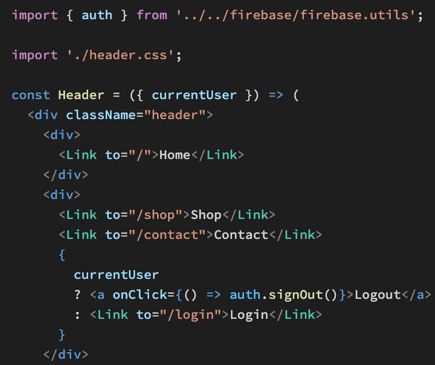 import { auth } from '../../firebase/firebase.utils';
import './header.css';
const Header = ({ currentUser }) => (
<div className="header">
<div>
<Link to="/">Home</Link>
</div>
<div>
<Link to="/shop">Shop</Link>
<Link to="/contact">Contact</Link>
{
currentUser
? <a onClick={() => auth.signOut()}>Logout</a>
: <Link to="/login">Login</Link>
}
</div>